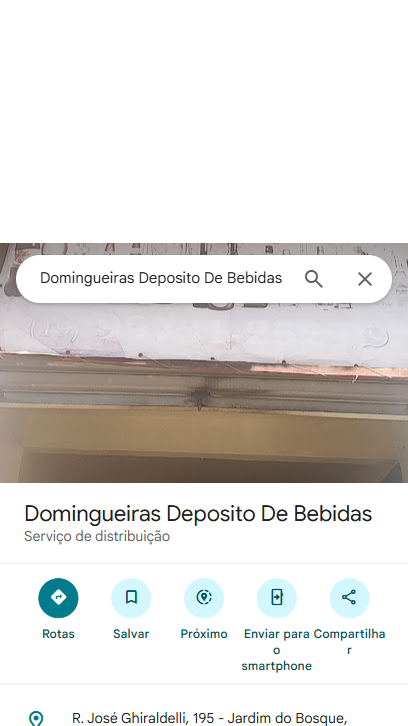 Domingueiras Deposito De Bebidas
Domingueiras Deposito De Bebidas
Serviço de distribuição
Rotas
Salvar
Próximo
Enviar para o smartphone
Compartilhar
R. José Ghiraldelli, 195 - Jardim do Bosque,